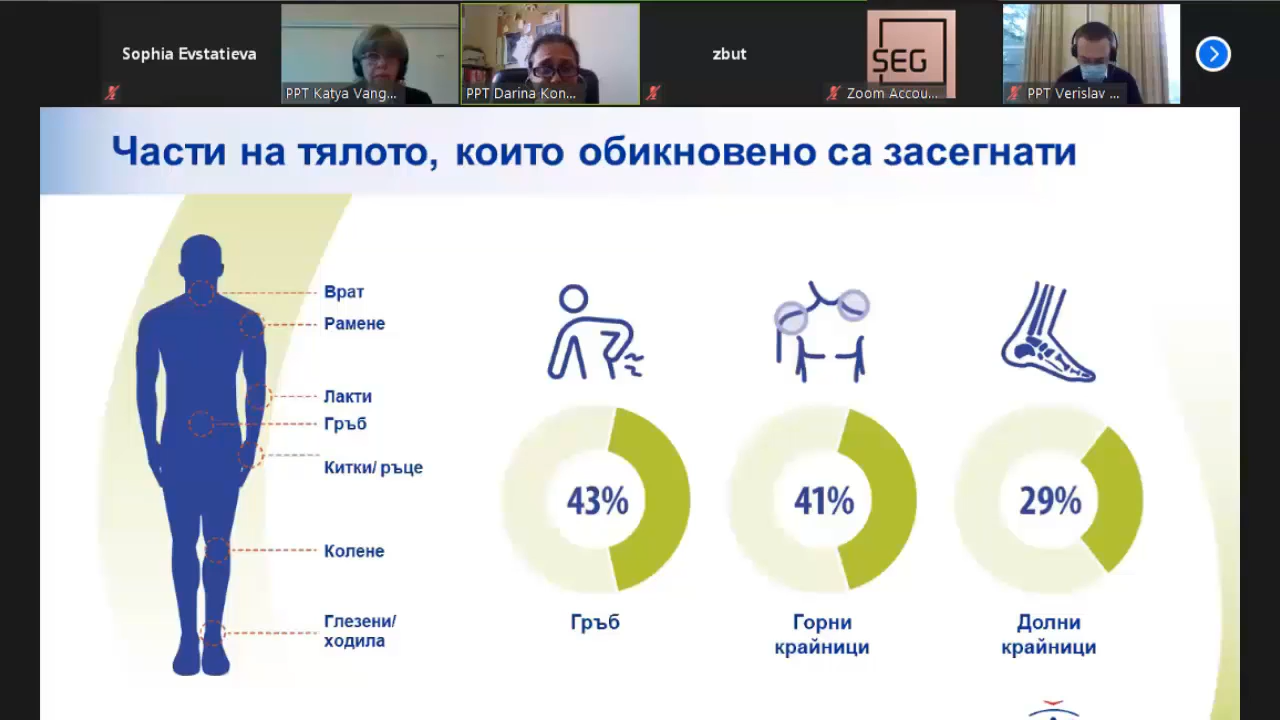 Sophia Evstatieva
PPT Katya Vang...
PPT Darina Kon...
zbut
SEG
Zoom Accou...
PPT Verislav ...
Части на тялото, които обикновено са засегнати
Врат
Рамене
Лакти
Гръб
Китки/ ръце
Колене
Глезени/
ходила
43%
41%
29%
Гръб
Горни
крайници
Долни
крайници